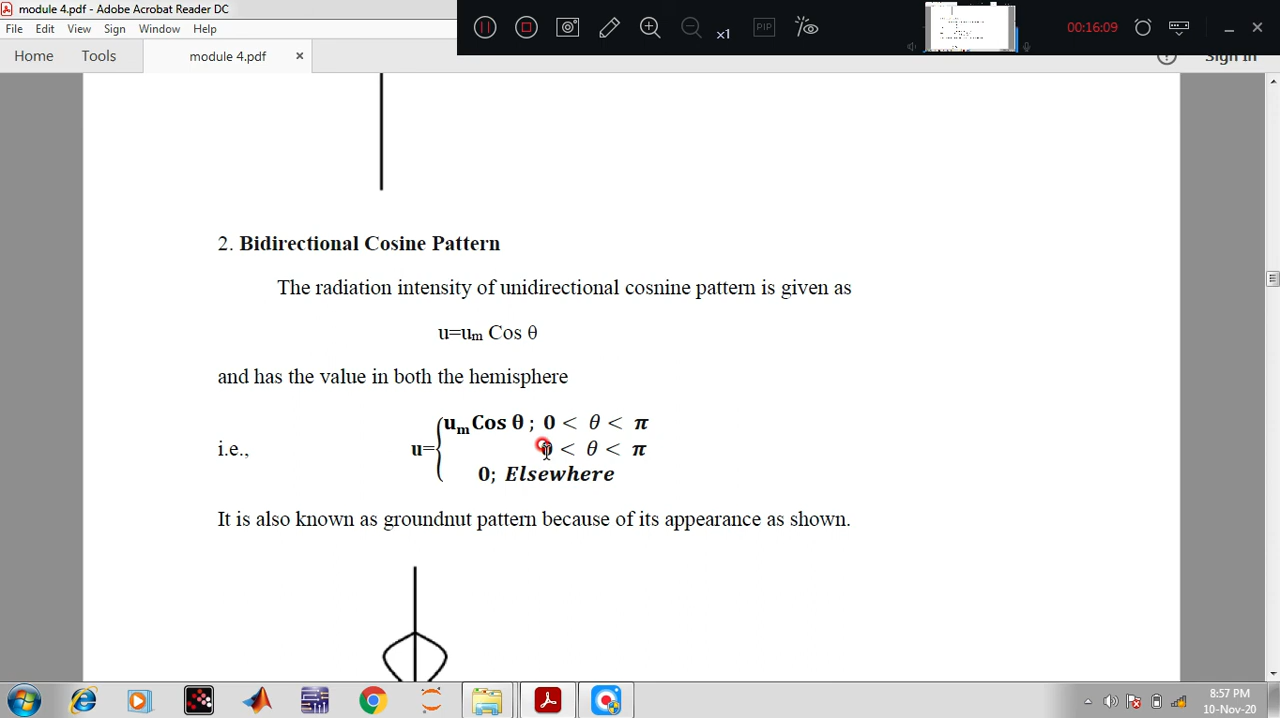 module 4.pdf - Adobe Acrobat Reader DC
File Edit View Sign Window Help
x1
PIP
00:16:09
Home Tools module 4.pdf ×
Sign In
2. Bidirectional Cosine Pattern
The radiation intensity of unidirectional cosnine pattern is given as
u=um Cos θ
and has the value in both the hemisphere
i.e., u={ umCos θ ; 0 < θ < π
0 < θ < π
0; Elsewhere
It is also known as groundnut pattern because of its appearance as shown.
8:57 PM
10-Nov-20